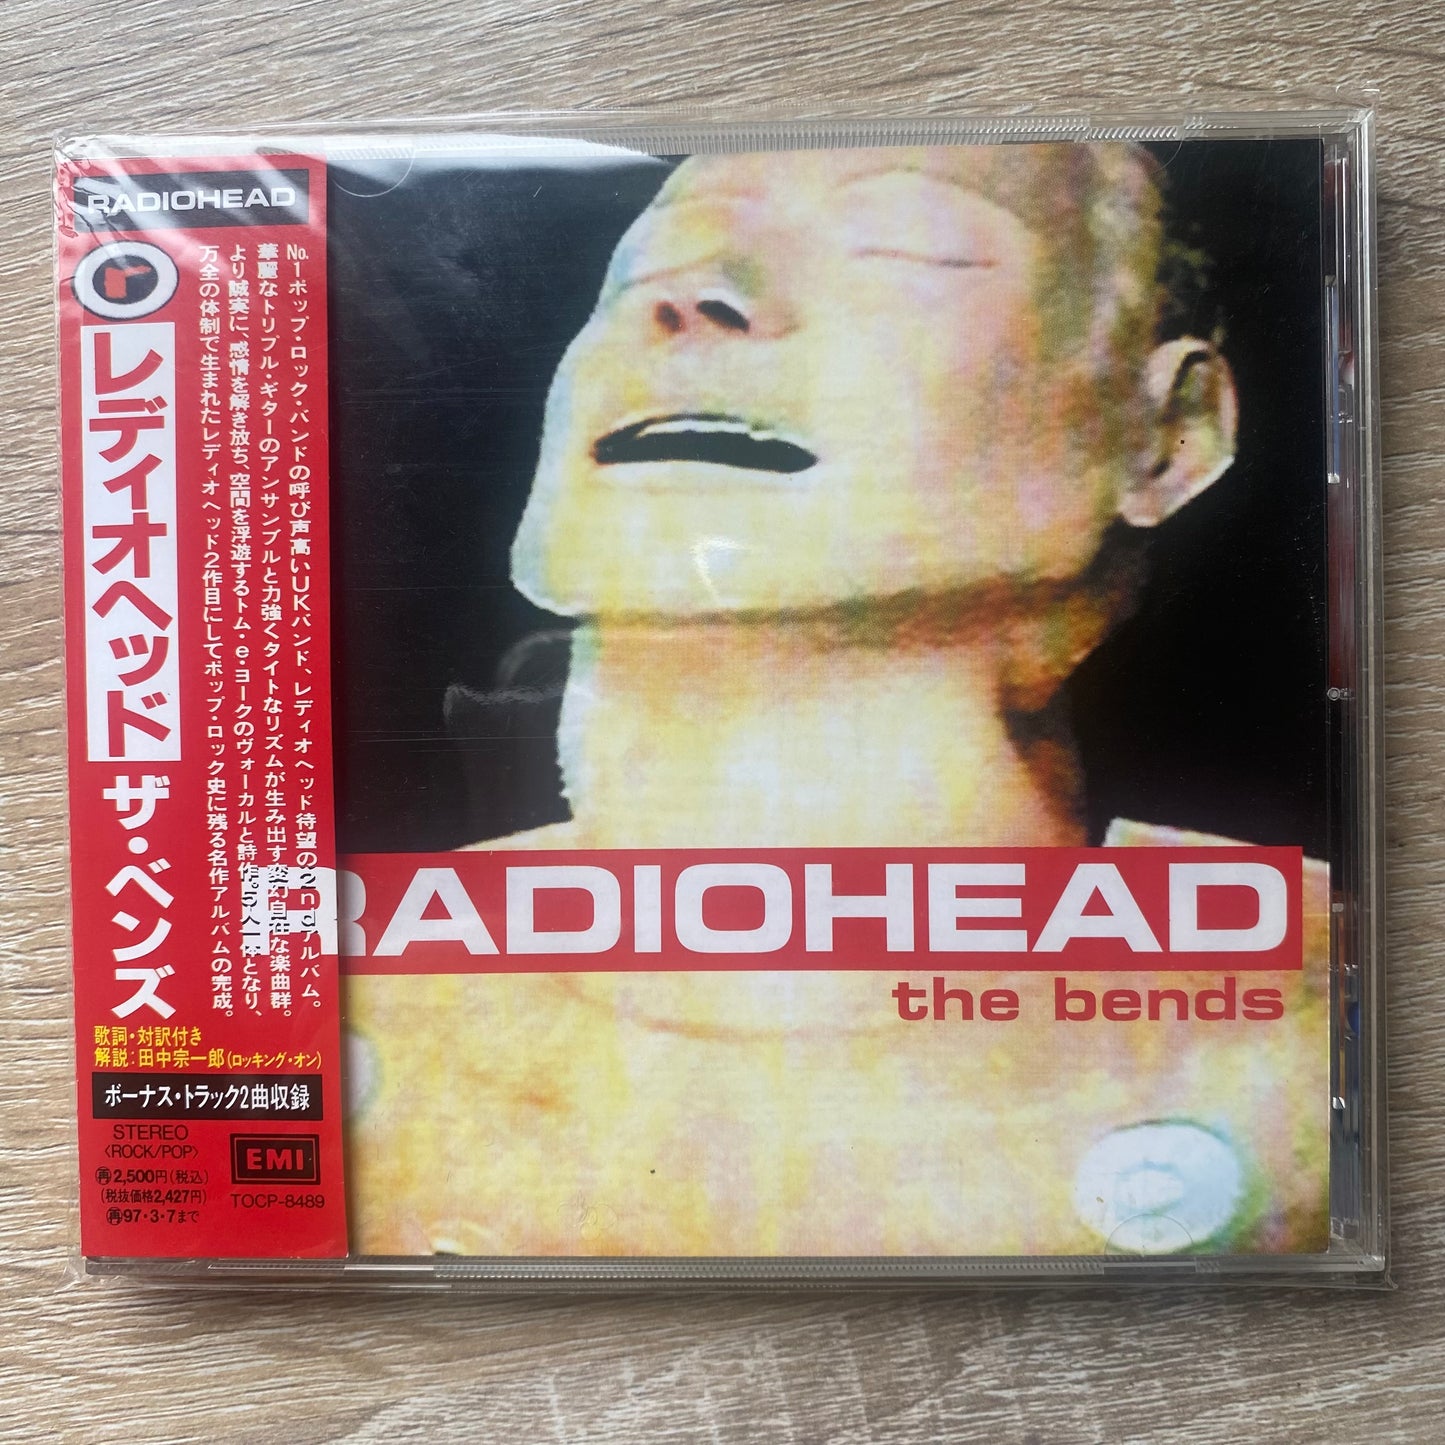 RADIOHEAD
r
レディオヘッド
ザ・ベンズ
No.1ポップ・ロック・バンドの呼び声高いUKバンド、レディオヘッド待望の2ndアルバム。
華麗なトリプル・ギターのアンサンブルと力強くタイトなリズムが生み出す変幻自在な楽曲群。
より誠実に、感情を解き放ち、空間を浮遊するトム・e・ヨークのヴォーカルと詩作。5人一体となり、
万全の体制で生まれたレディオヘッド2作目にしてポップ・ロック史に残る名作アルバムの完成。
歌詞・対訳付き
解説：田中宗一郎(ロッキング・オン)
ボーナス・トラック2曲収録
STEREO
〈ROCK/POP〉
㊢2,500円(税込)
(税抜価格2,427円)
97・3・7まで
EMI
TOCP-8489
RADIOHEAD
the bends